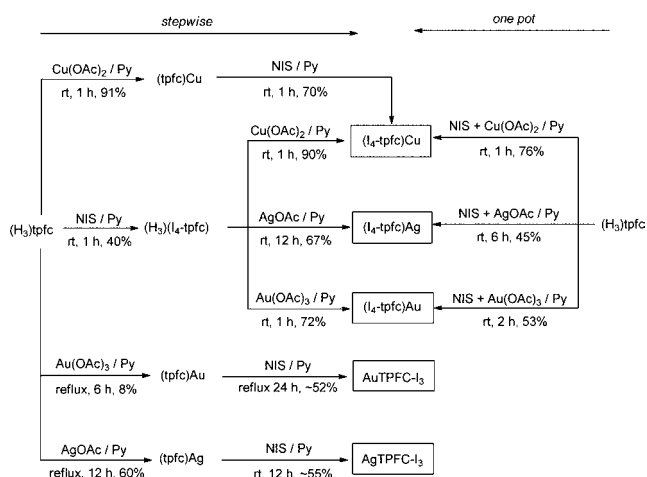 stepwise
one pot
Cu(OAc)₂ / Py
rt, 1 h, 91%
(tpfc)Cu
NIS / Py
rt, 1 h, 70%
Cu(OAc)₂ / Py
rt, 1 h, 90%
(I₄-tpfc)Cu
NIS + Cu(OAc)₂ / Py
rt, 1 h, 76%
(H₃)tpfc
NIS / Py
rt, 1 h, 40%
(H₃)(I₄-tpfc)
AgOAc / Py
rt, 12 h, 67%
(I₄-tpfc)Ag
NIS + AgOAc / Py
rt, 6 h, 45%
(H₃)tpfc
Au(OAc)₃ / Py
rt, 1 h, 72%
(I₄-tpfc)Au
NIS + Au(OAc)₃ / Py
rt, 2 h, 53%
Au(OAc)₃ / Py
reflux, 6 h, 8%
(tpfc)Au
NIS / Py
reflux 24 h, ~52%
AuTPFC-I₃
AgOAc / Py
reflux, 12 h, 60%
(tpfc)Ag
NIS / Py
rt, 12 h, ~55%
AgTPFC-I₃